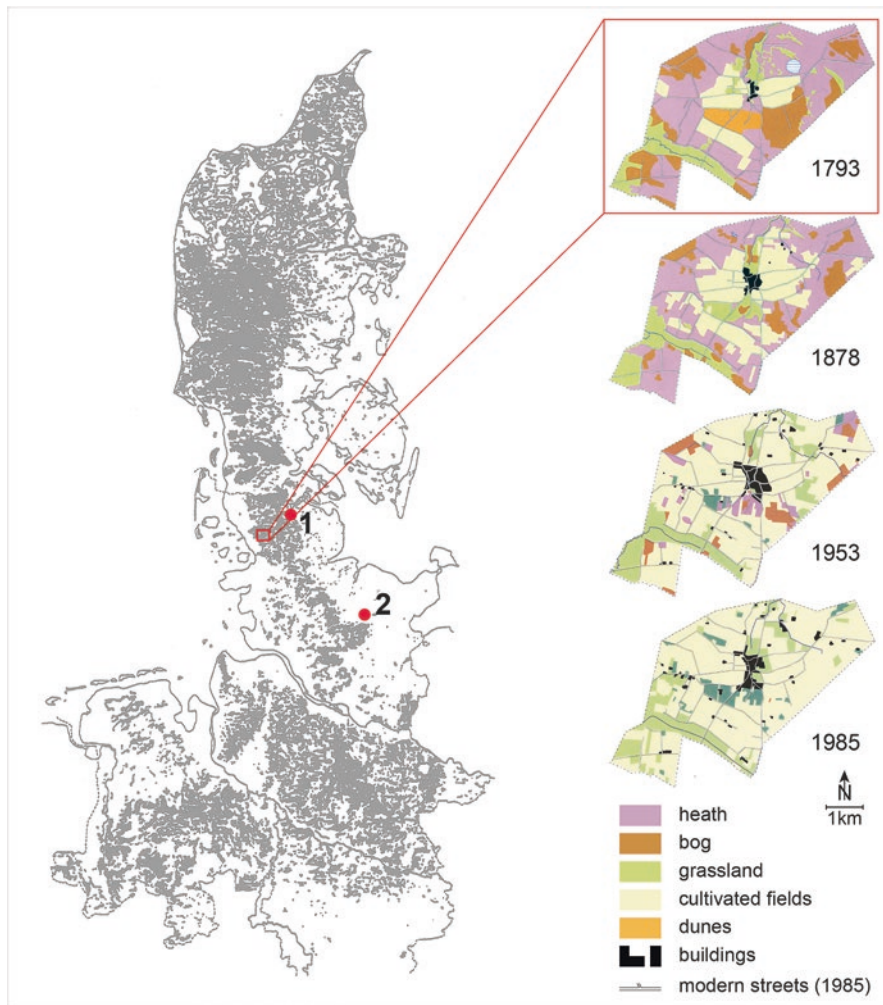 1793
1878
1
2
1953
1985
N
1km
heath
bog
grassland
cultivated fields
dunes
buildings
modern streets (1985)